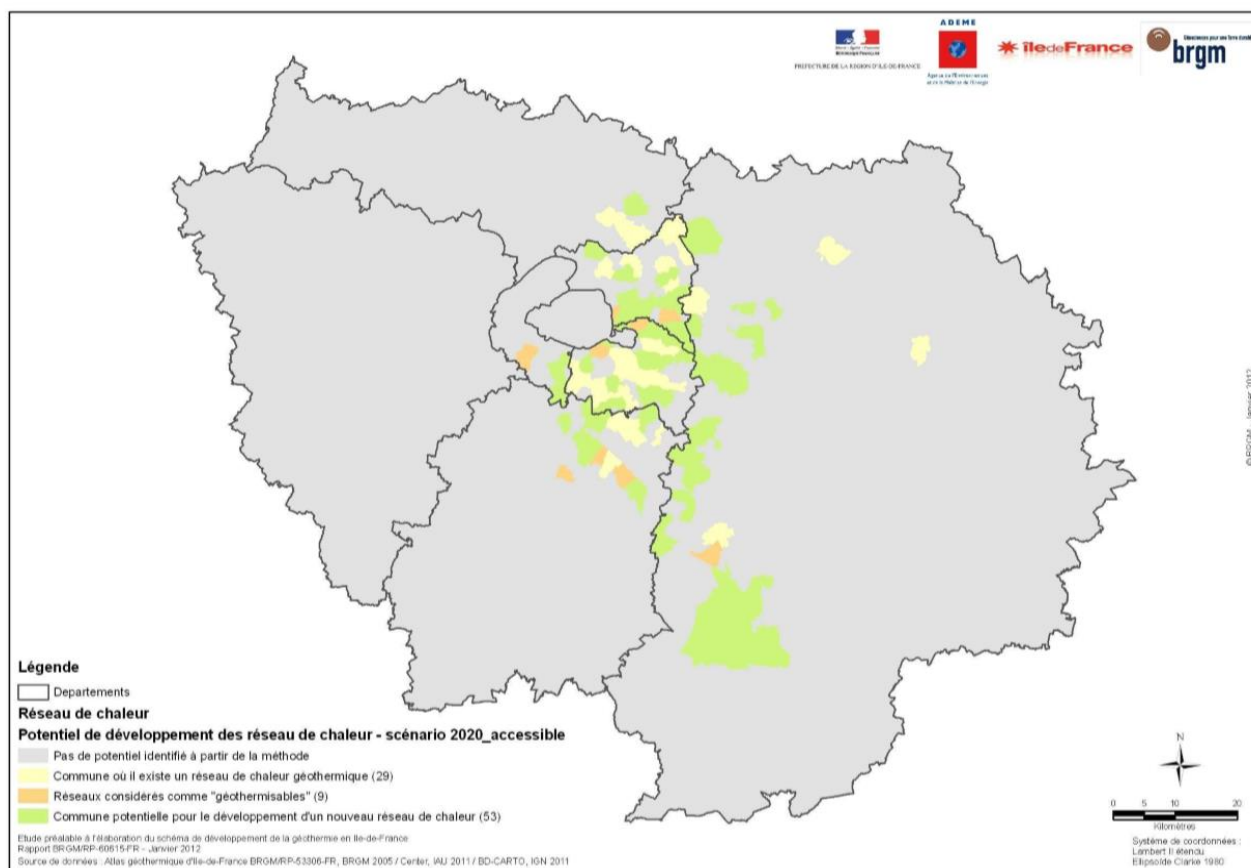 ADEME
PREFECTURE DE LA REGION D'ILE-DE-FRANCE
îledeFrance
brgm
© BRGM - Janvier 2012
Légende
Departements
Réseau de chaleur
Potentiel de développement des réseau de chaleur - scénario 2020_accessible
Pas de potentiel identifié à partir de la méthode
Commune où il existe un réseau de chaleur géothermique (29)
Réseaux considérés comme "géothermisables" (9)
Commune potentielle pour le développement d'un nouveau réseau de chaleur (53)
Etude préalable à l'élaboration du schéma de développement de la géothermie en Ile-de-France
Rapport BRGM/RP-60615-FR - Janvier 2012
Source de données : Atlas géothermique d'Ile-de-France BRGM/RP-53306-FR, BRGM 2005 / Center, IAU 2011 / BD-CARTO, IGN 2011
N
0 5 10 20
Kilomètres
Système de coordonnées :
Lambert II étendu
Ellipsoïde Clarke 1980